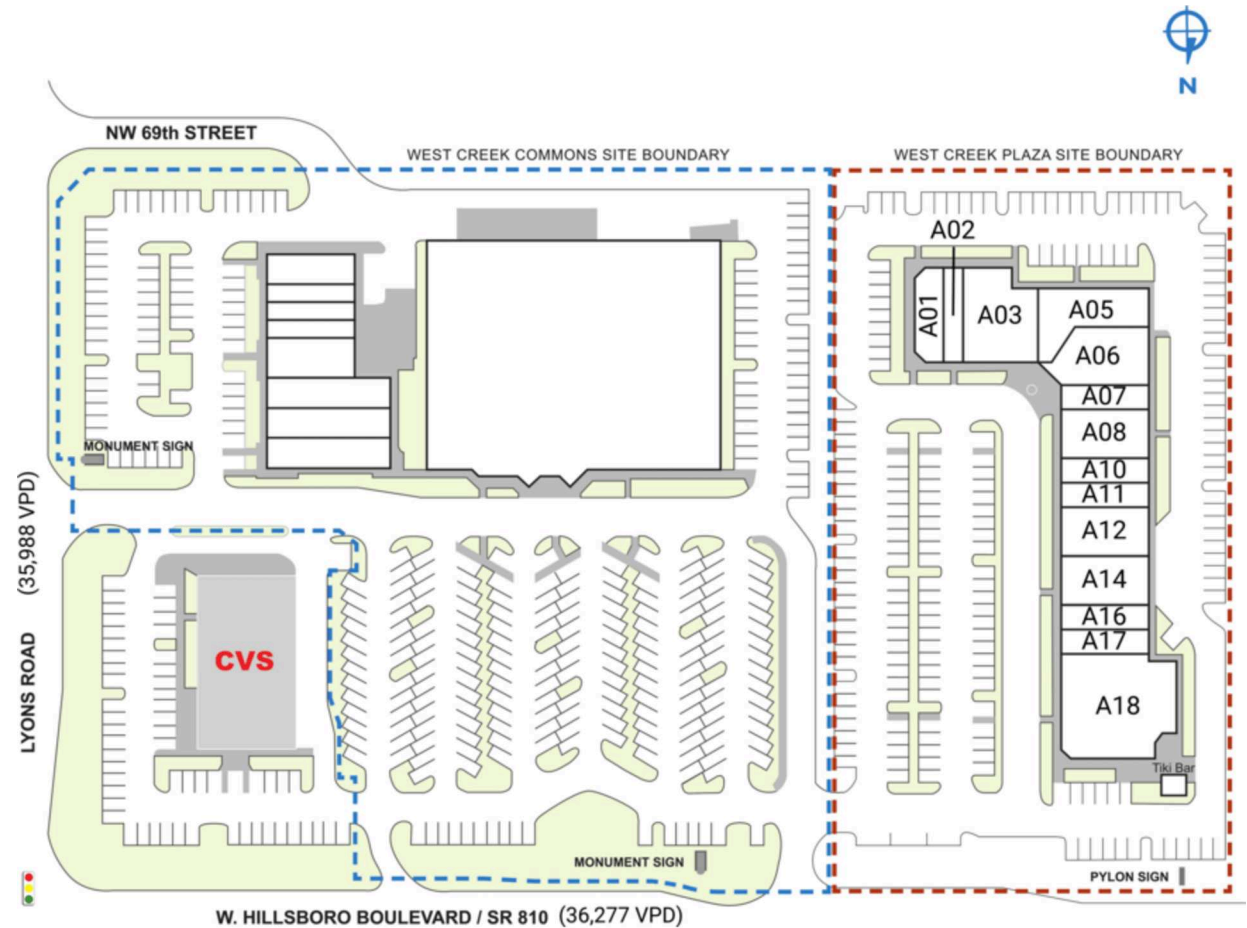 N
NW 69th STREET
WEST CREEK COMMONS SITE BOUNDARY
WEST CREEK PLAZA SITE BOUNDARY
A02
A01
A03
A05
A06
A07
A08
A10
A11
A12
A14
A16
A17
A18
Tiki Bar
MONUMENT SIGN
LYONS ROAD (35,988 VPD)
CVS
MONUMENT SIGN
PYLON SIGN
W. HILLSBORO BOULEVARD / SR 810 (36,277 VPD)